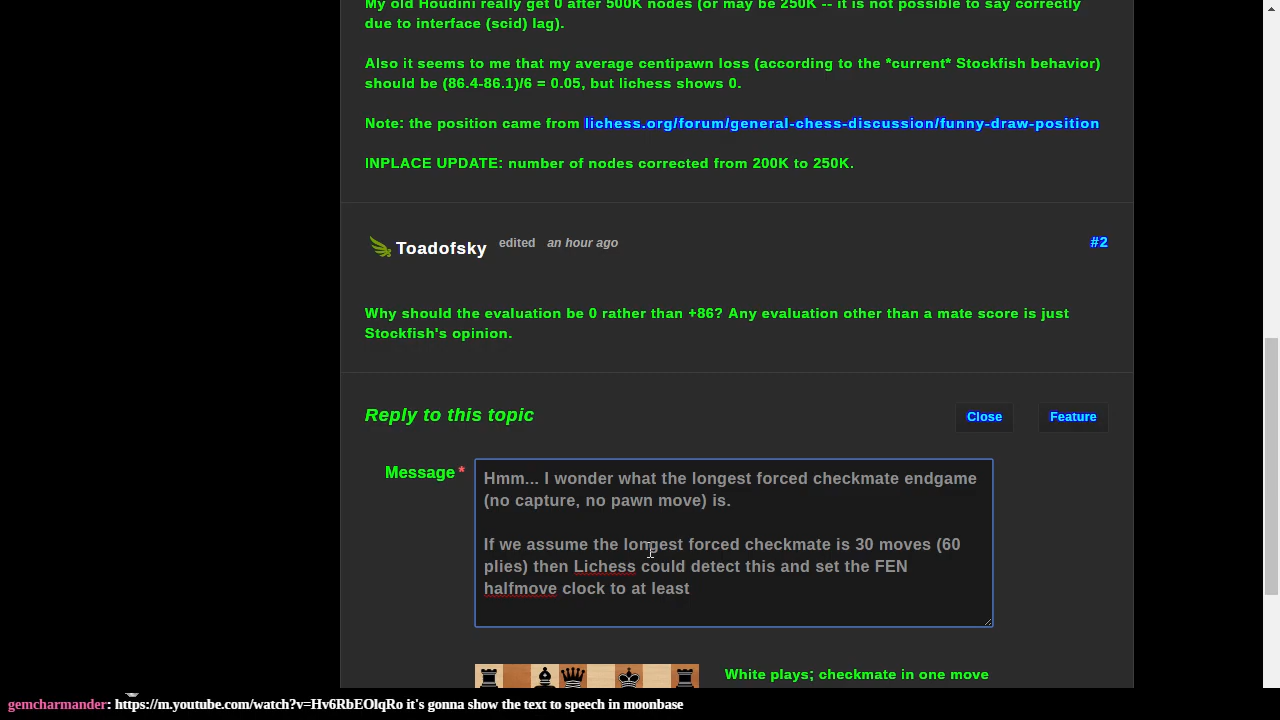 My old Houdini really get 0 after 500K nodes (or may be 250K -- it is not possible to say correctly
due to interface (scid) lag).
Also it seems to me that my average centipawn loss (according to the *current* Stockfish behavior)
should be (86.4-86.1)/6 = 0.05, but lichess shows 0.
Note: the position came from lichess.org/forum/general-chess-discussion/funny-draw-position
INPLACE UPDATE: number of nodes corrected from 200K to 250K.
Toadofsky edited an hour ago #2
Why should the evaluation be 0 rather than +86? Any evaluation other than a mate score is just
Stockfish's opinion.
Reply to this topic Close Feature
Message *
Hmm... I wonder what the longest forced checkmate endgame
(no capture, no pawn move) is.
If we assume the longest forced checkmate is 30 moves (60
plies) then Lichess could detect this and set the FEN
halfmove clock to at least
White plays; checkmate in one move
gemcharmander: https://m.youtube.com/watch?v=Hv6RbEOlqRo it's gonna show the text to speech in moonbase